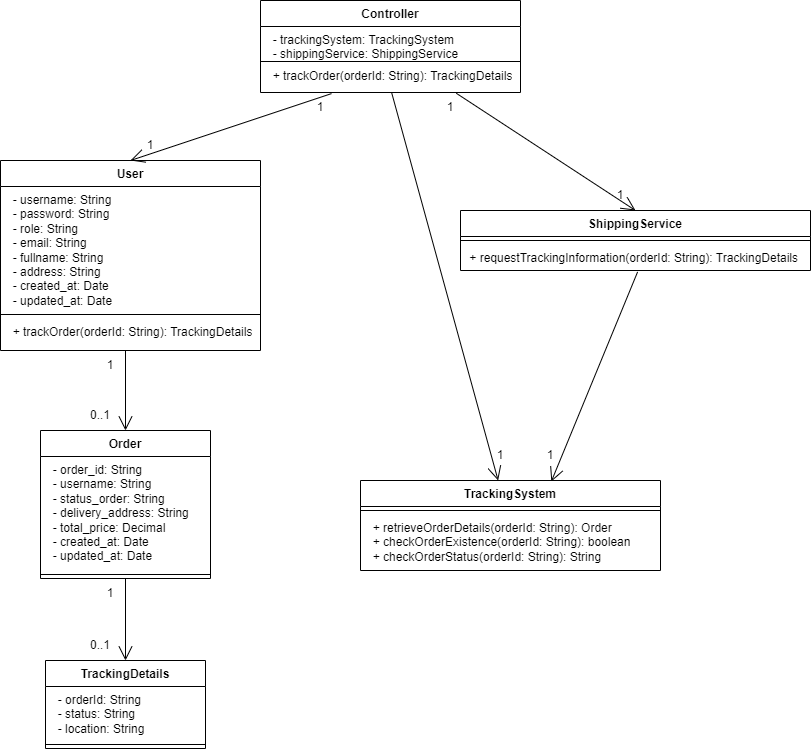 Controller
- trackingSystem: TrackingSystem
- shippingService: ShippingService
+ trackOrder(orderId: String): TrackingDetails
1
1
1
1
User
- username: String
- password: String
- role: String
- email: String
- fullname: String
- address: String
- created_at: Date
- updated_at: Date
+ trackOrder(orderId: String): TrackingDetails
ShippingService
+ requestTrackingInformation(orderId: String): TrackingDetails
1
0..1
Order
- order_id: String
- username: String
- status_order: String
- delivery_address: String
- total_price: Decimal
- created_at: Date
- updated_at: Date
1
1
TrackingSystem
+ retrieveOrderDetails(orderId: String): Order
+ checkOrderExistence(orderId: String): boolean
+ checkOrderStatus(orderId: String): String
1
0..1
TrackingDetails
- orderId: String
- status: String
- location: String